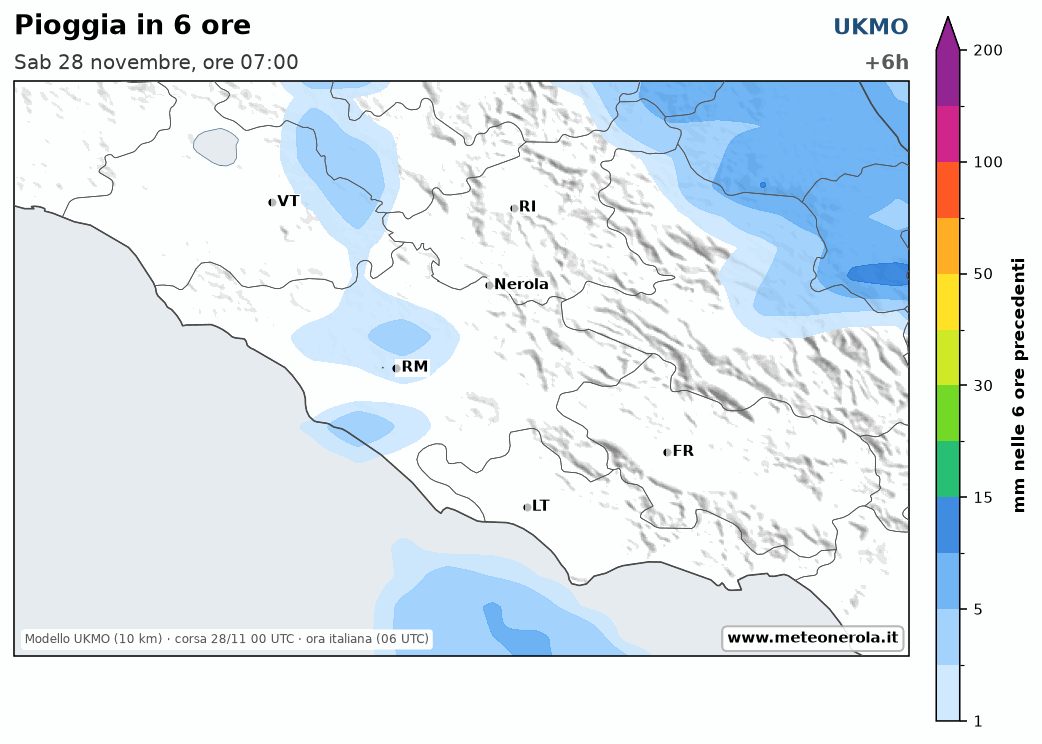 Pioggia in 6 ore
UKMO
Sab 28 novembre, ore 07:00
+6h
200
100
50
30
15
5
1
mm nelle 6 ore precedenti
VT
RI
Nerola
RM
FR
LT
Modello UKMO (10 km) · corsa 28/11 00 UTC · ora italiana (06 UTC)
www.meteonerola.it